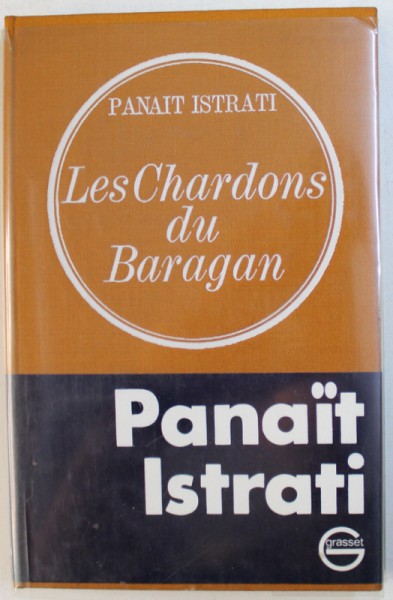 PANAIT ISTRATI
Les Chardons
du
Baragan
Panaït
Istrati
grasset